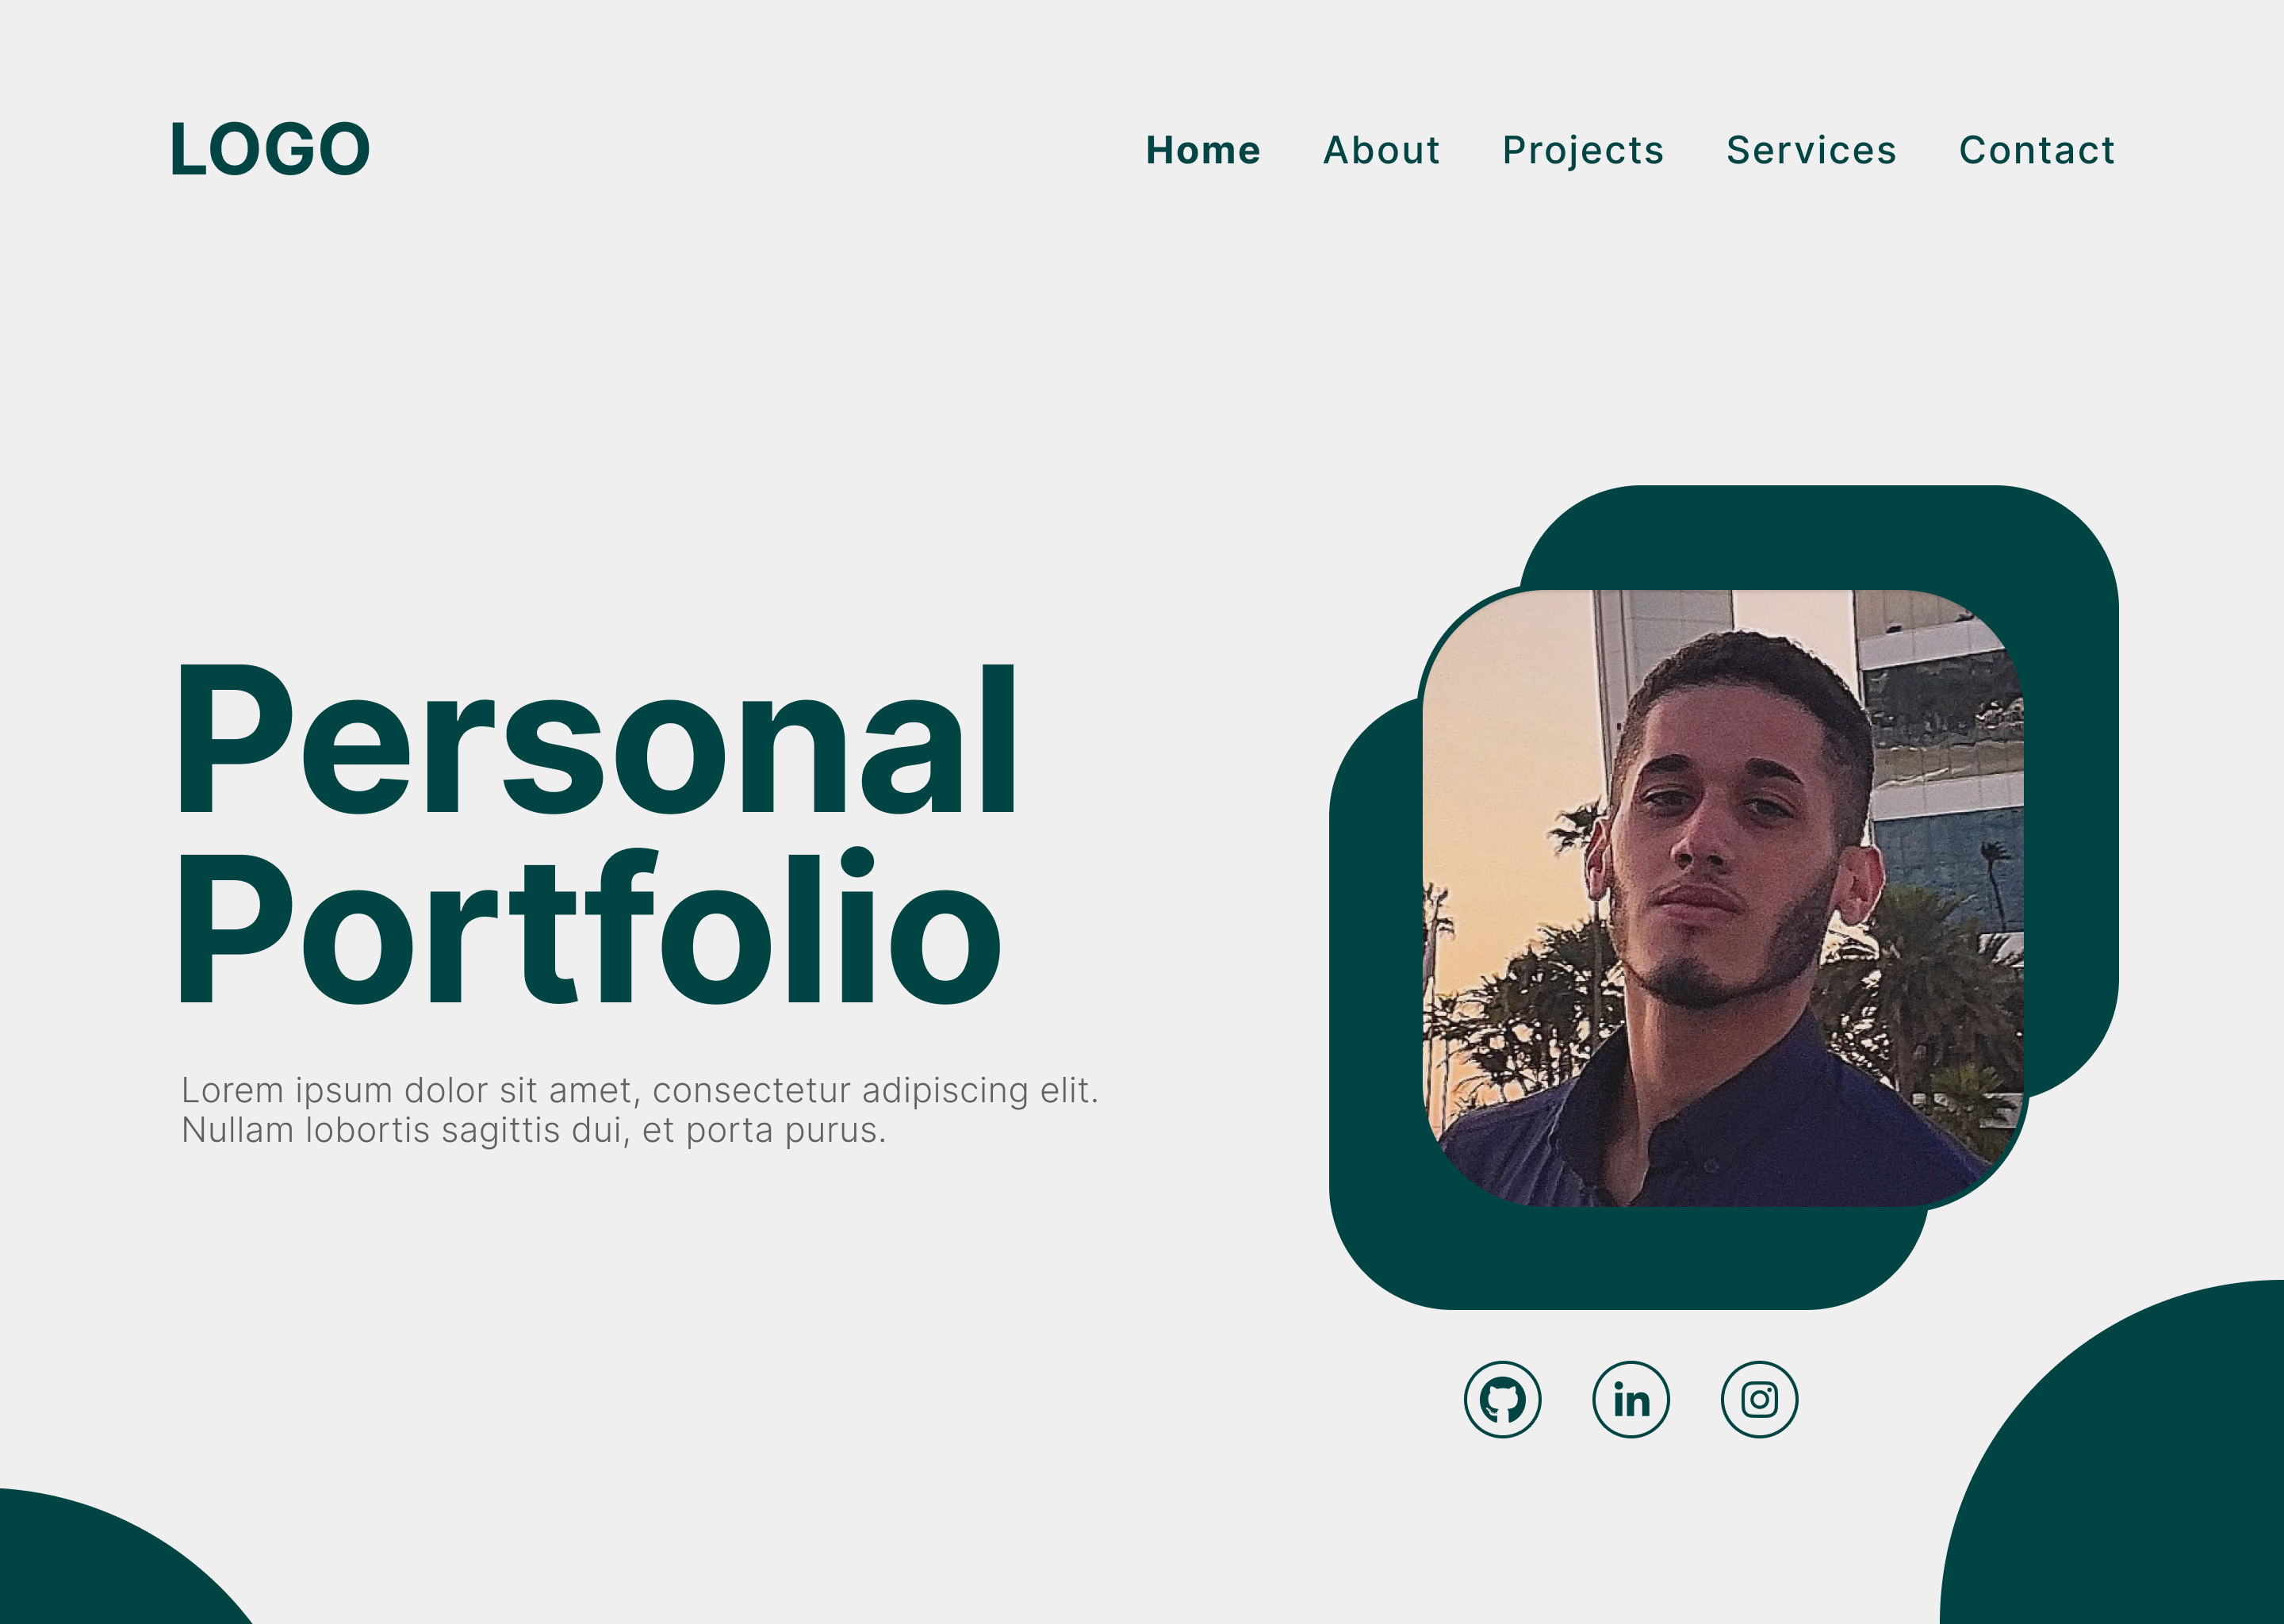 LOGO
Home About Projects Services Contact
Personal
Portfolio
Lorem ipsum dolor sit amet, consectetur adipiscing elit.
Nullam lobortis sagittis dui, et porta purus.
in